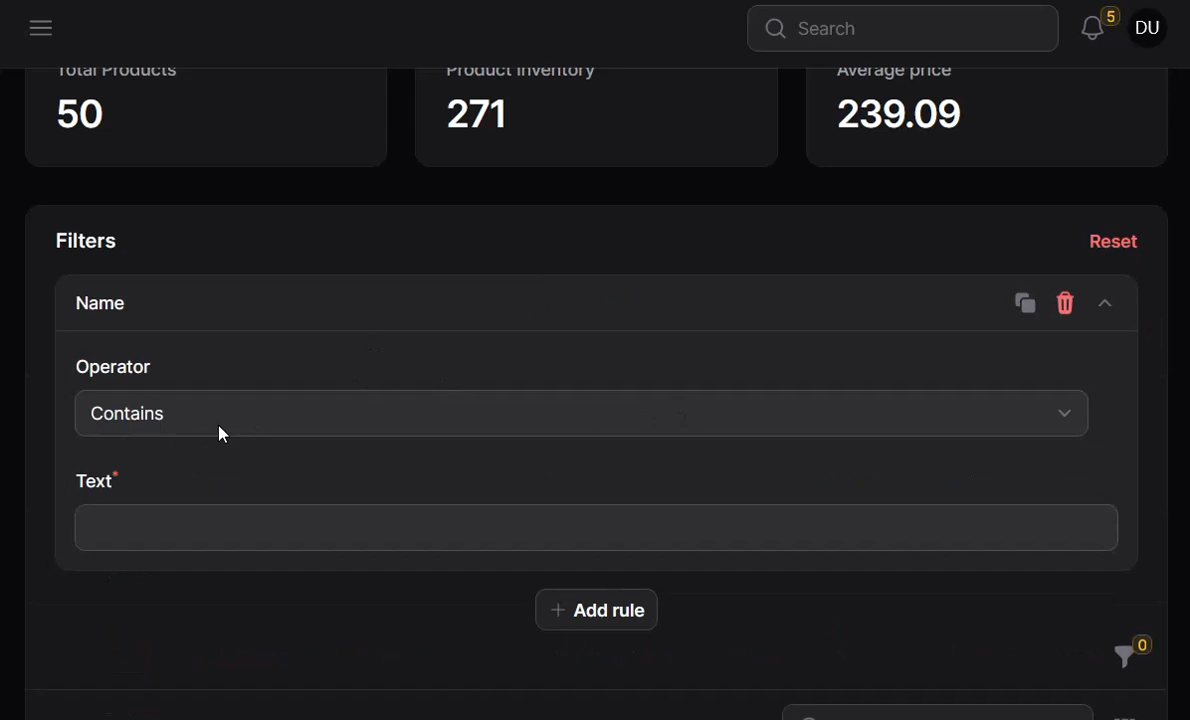 Search
5
DU
Total Products
Product Inventory
Average price
50
271
239.09
Filters
Reset
Name
Operator
Contains
Text*
Add rule
0